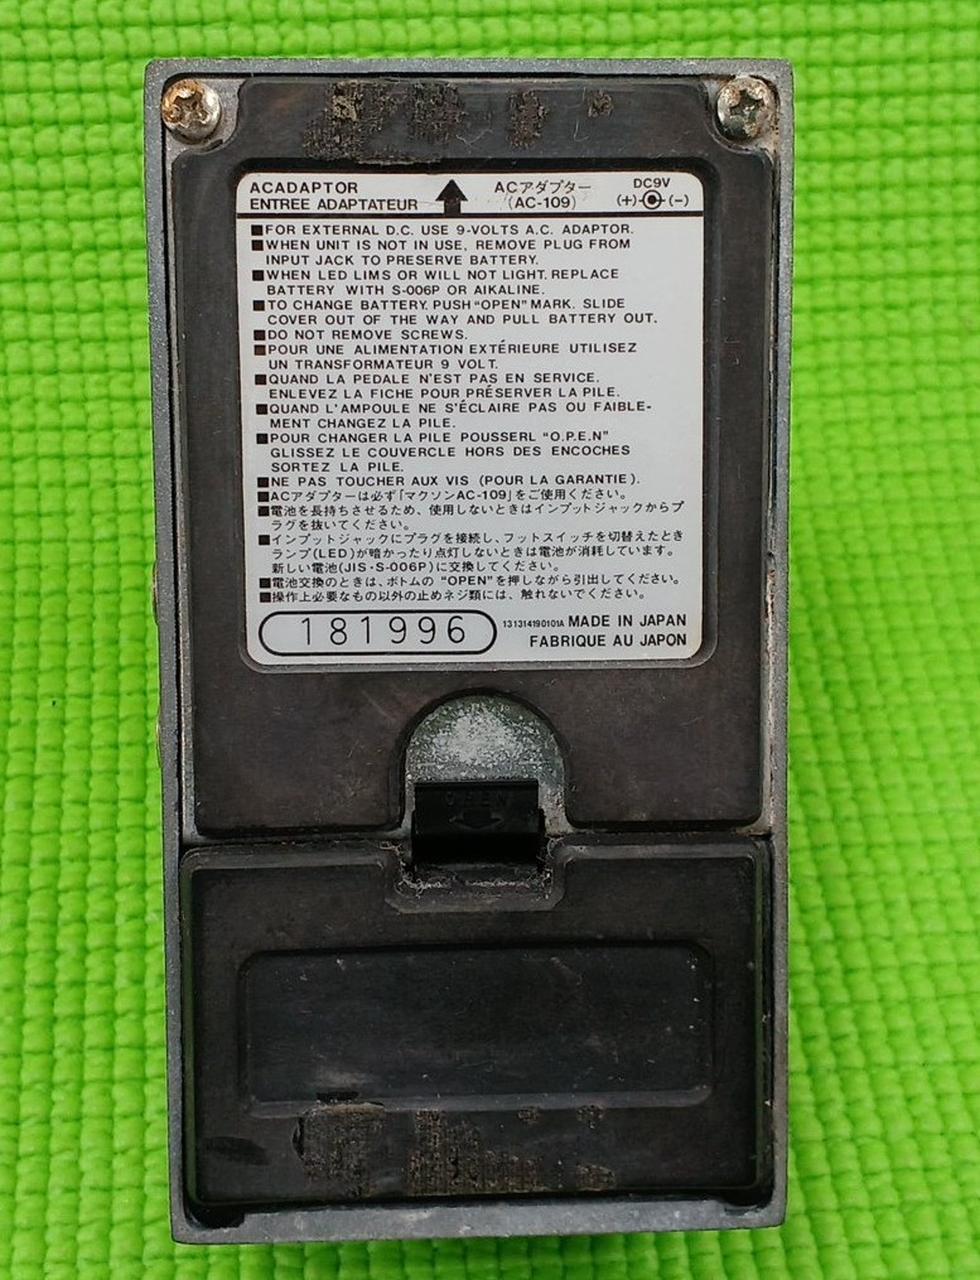 ACADAPTOR
ENTREE ADAPTATEUR
ACアダプター
(AC-109)
DC9V
(+) (-)
■FOR EXTERNAL D.C. USE 9-VOLTS A.C. ADAPTOR.
■WHEN UNIT IS NOT IN USE, REMOVE PLUG FROM
INPUT JACK TO PRESERVE BATTERY.
■WHEN LED LIMS OR WILL NOT LIGHT. REPLACE
BATTERY WITH S-006P OR AIKALINE.
■TO CHANGE BATTERY. PUSH "OPEN" MARK. SLIDE
COVER OUT OF THE WAY AND PULL BATTERY OUT.
■DO NOT REMOVE SCREWS.
■POUR UNE ALIMENTATION EXTÉRIEURE UTILISEZ
UN TRANSFORMATEUR 9 VOLT.
■QUAND LA PEDALE N'EST PAS EN SERVICE.
ENLEVEZ LA FICHE POUR PRÉSERVER LA PILE.
■QUAND L'AMPOULE NE S'ÉCLAIRE PAS OU FAIBLE-
MENT CHANGEZ LA PILE.
■POUR CHANGER LA PILE POUSSERL "O.P.E.N"
GLISSEZ LE COUVERCLE HORS DES ENCOCHES
SORTEZ LA PILE.
■NE PAS TOUCHER AUX VIS (POUR LA GARANTIE).
■ACアダプターは必ず「マクソンAC-109」をご使用ください。
■電池を長持ちさせるため、使用しないときはインプットジャックからプ
ラグを抜いてください。
■インプットジャックにプラグを接続し、フットスイッチを切替えたとき
ランプ(LED)が暗かったり点灯しないときは電池が消耗しています。
新しい電池(JIS・S-006P)に交換してください。
■電池交換のときは、ボトムの "OPEN"を押しながら引出してください。
■操作上必要なもの以外の止めネジ類には、触れないでください。
181996
131314190101A MADE IN JAPAN
FABRIQUE AU JAPON
OPEN